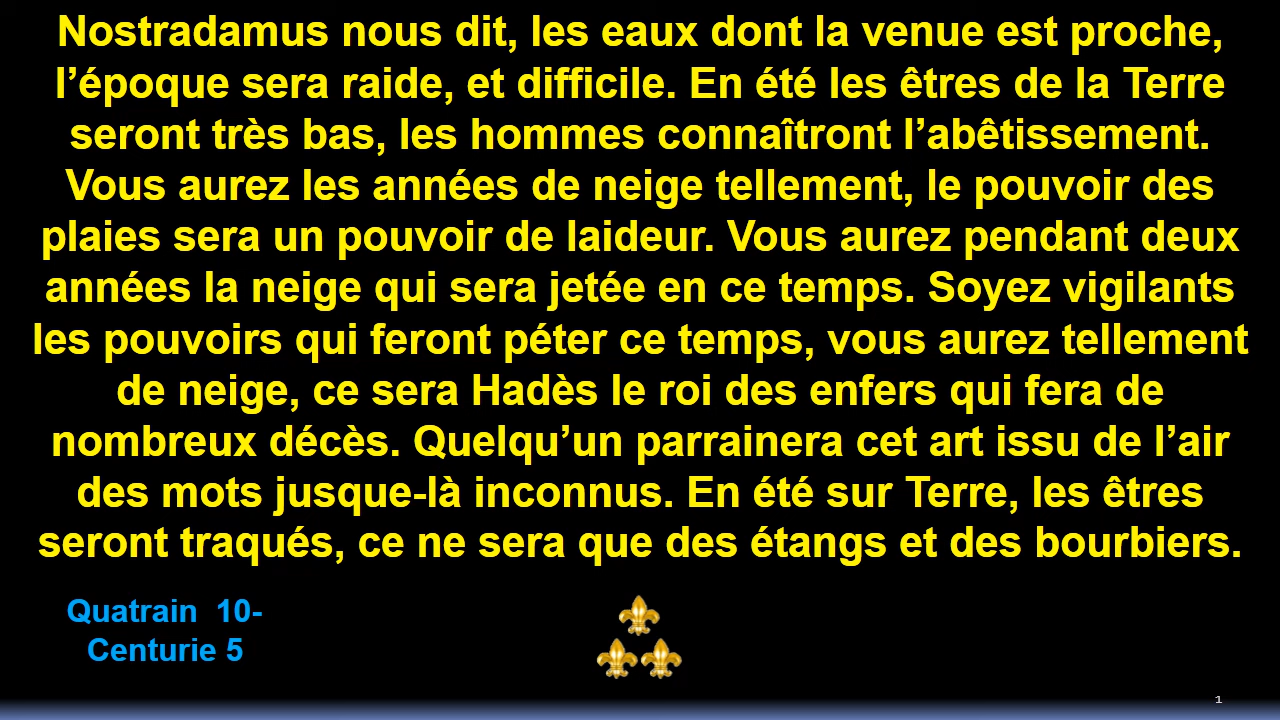 Nostradamus nous dit, les eaux dont la venue est proche,
l’époque sera raide, et difficile. En été les êtres de la Terre
seront très bas, les hommes connaîtront l’abêtissement.
Vous aurez les années de neige tellement, le pouvoir des
plaies sera un pouvoir de laideur. Vous aurez pendant deux
années la neige qui sera jetée en ce temps. Soyez vigilants
les pouvoirs qui feront péter ce temps, vous aurez tellement
de neige, ce sera Hadès le roi des enfers qui fera de
nombreux décès. Quelqu’un parrainera cet art issu de l’air
des mots jusque-là inconnus. En été sur Terre, les êtres
seront traqués, ce ne sera que des étangs et des bourbiers.
Quatrain 10-
Centurie 5
1